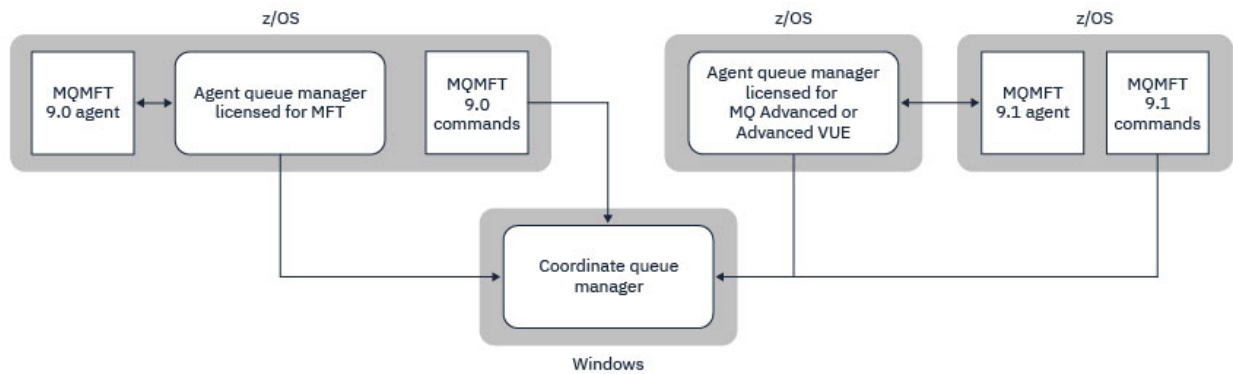 z/OS
z/OS
z/OS
MQMFT
9.0 agent
Agent queue manager
licensed for MFT
MQMFT
9.0
commands
Agent queue manager
licensed for
MQ Advanced or
Advanced VUE
MQMFT
9.1 agent
MQMFT
9.1
commands
Coordinate queue
manager
Windows